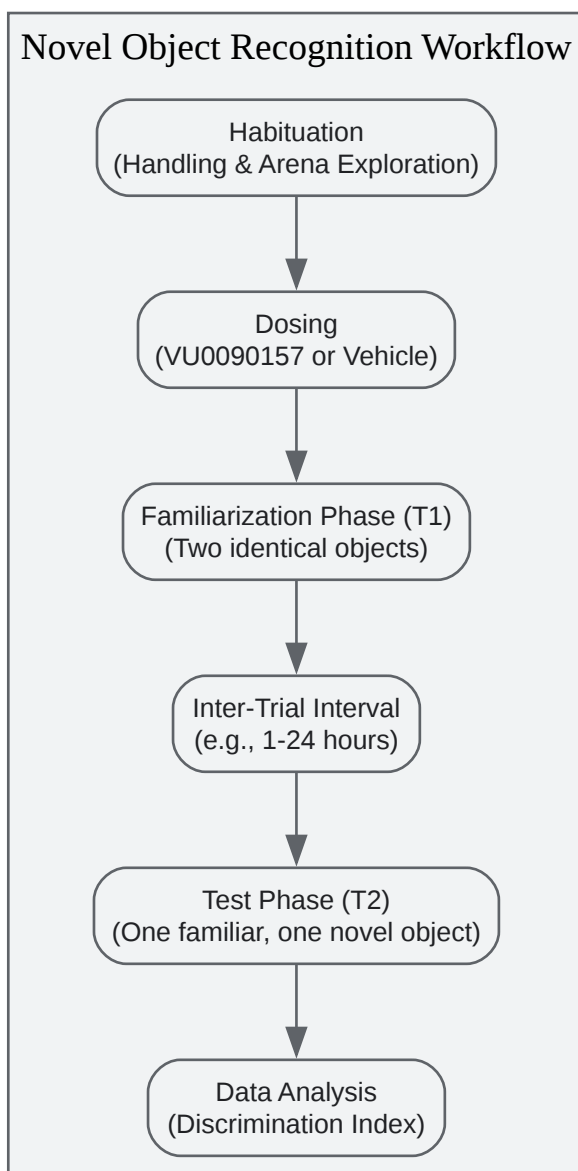 Novel Object Recognition Workflow
Habituation
(Handling & Arena Exploration)
Dosing
(VU0090157 or Vehicle)
Familiarization Phase (T1)
(Two identical objects)
Inter-Trial Interval
(e.g., 1-24 hours)
Test Phase (T2)
(One familiar, one novel object)
Data Analysis
(Discrimination Index)